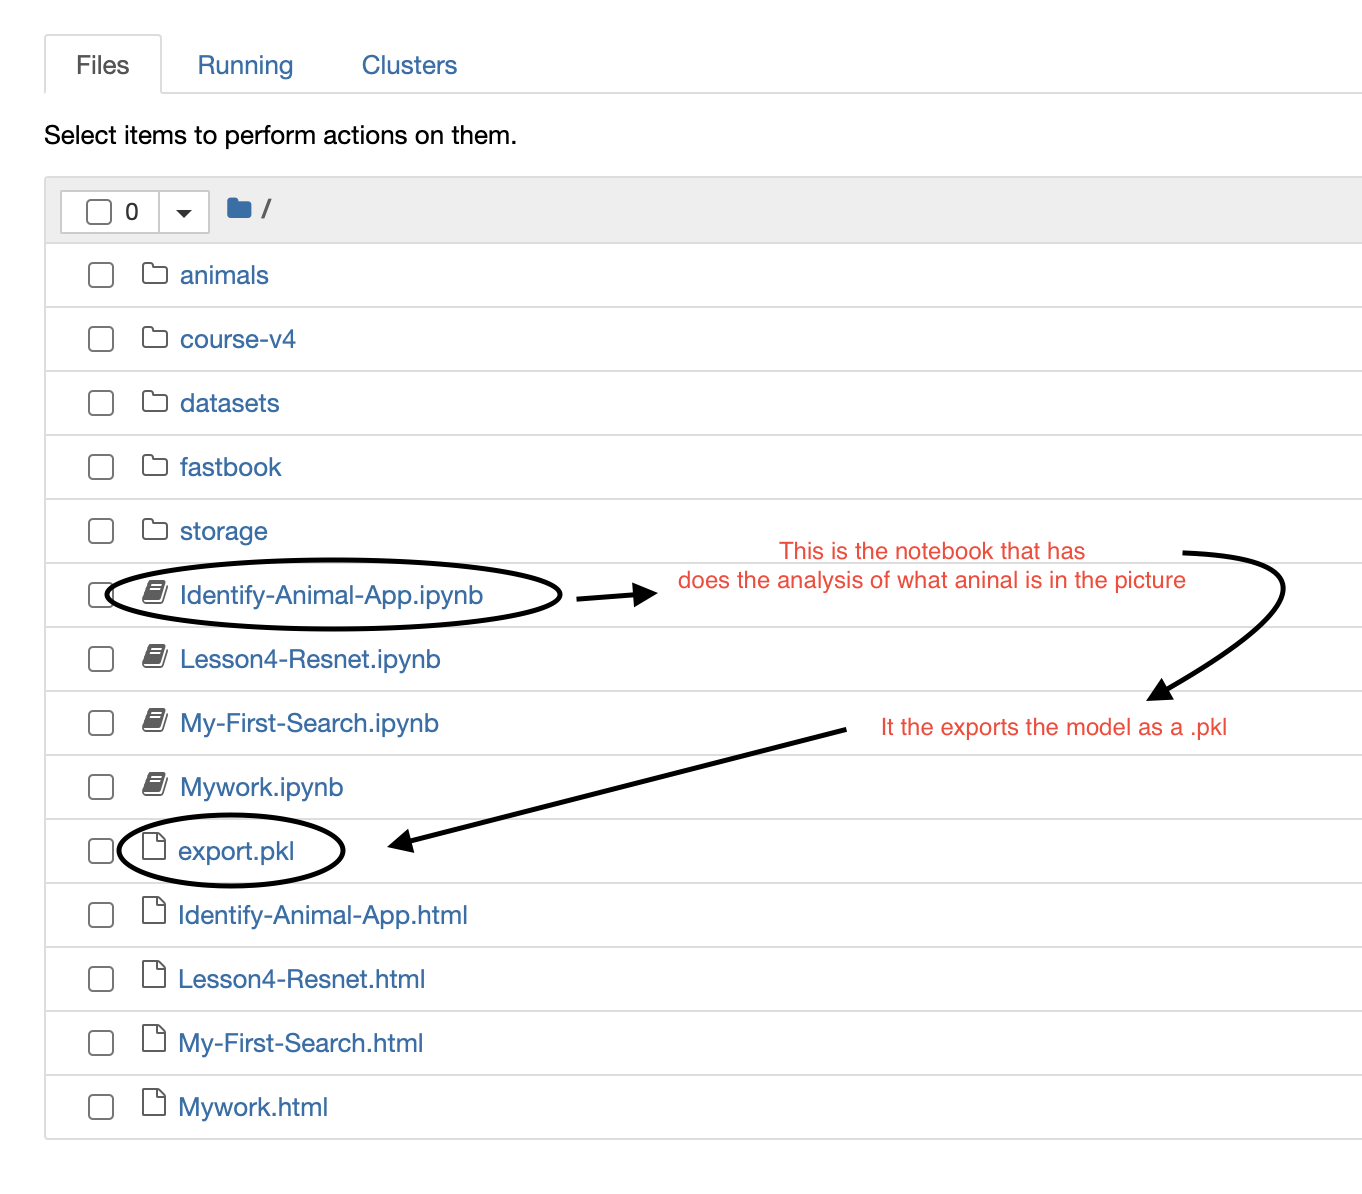 Files Running Clusters
Select items to perform actions on them.
0 /
animals
course-v4
datasets
fastbook
storage
This is the notebook that has
does the analysis of what aninal is in the picture
Identify-Animal-App.ipynb
Lesson4-Resnet.ipynb
My-First-Search.ipynb
It the exports the model as a .pkl
Mywork.ipynb
export.pkl
Identify-Animal-App.html
Lesson4-Resnet.html
My-First-Search.html
Mywork.html